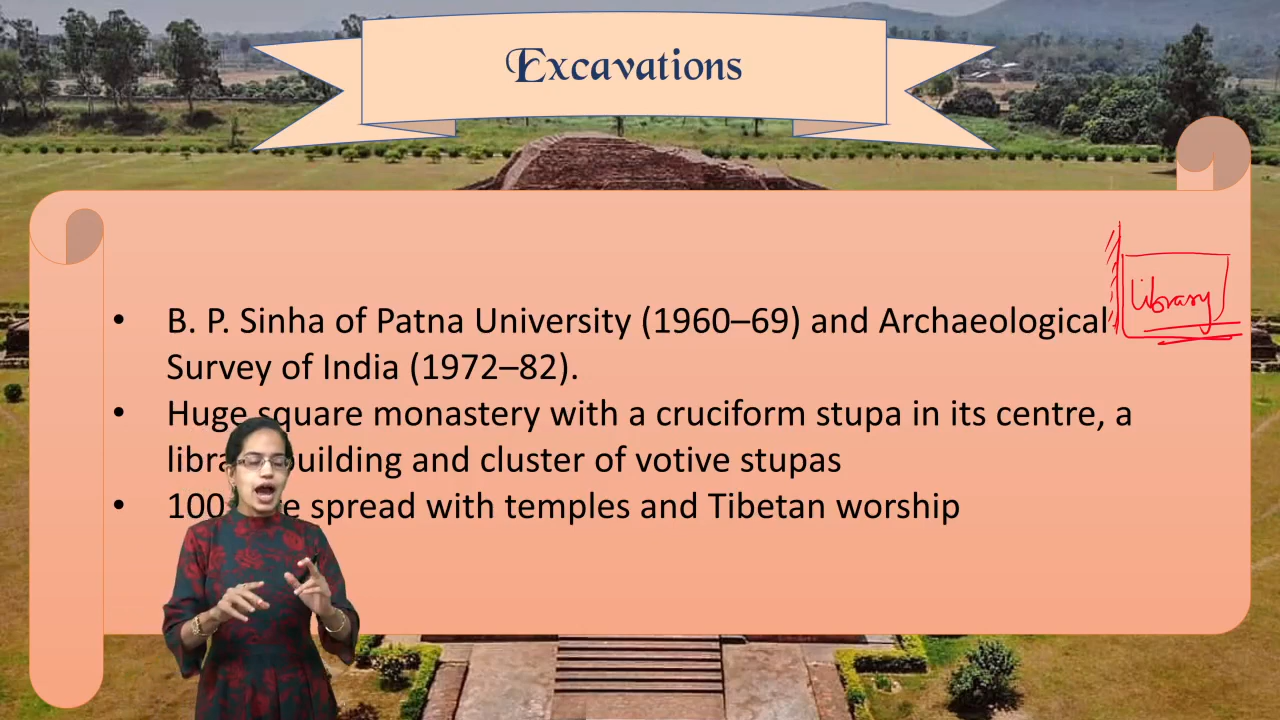 Excavations
library
• B. P. Sinha of Patna University (1960–69) and Archaeological
Survey of India (1972–82).
• Huge square monastery with a cruciform stupa in its centre, a
building and cluster of votive stupas
• spread with temples and Tibetan worship